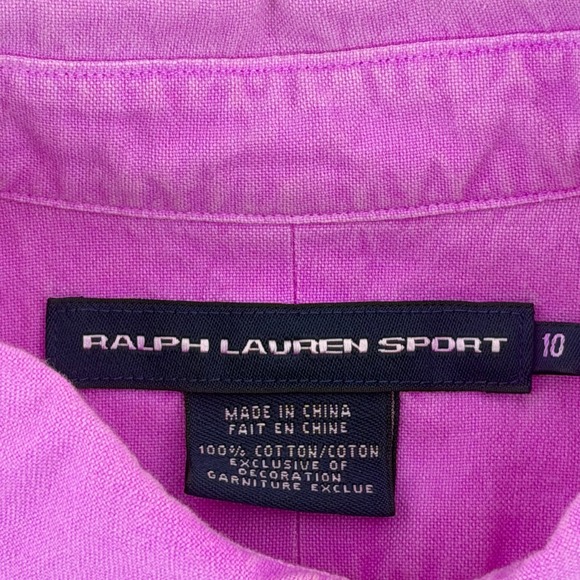 RALPH LAUREN SPORT
10
MADE IN CHINA
FAIT EN CHINE
100% COTTON/COTON
EXCLUSIVE OF
DECORATION
GARNITURE EXCLUE